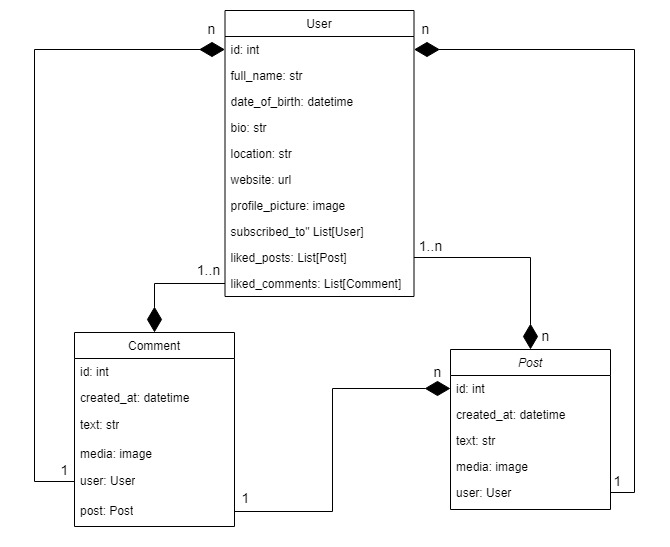 User
n
n
id: int
full_name: str
date_of_birth: datetime
bio: str
location: str
website: url
profile_picture: image
subscribed_to" List[User]
liked_posts: List[Post]
liked_comments: List[Comment]
1..n
1..n
n
Comment
id: int
created_at: datetime
text: str
media: image
user: User
post: Post
1
1
n
Post
id: int
created_at: datetime
text: str
media: image
user: User
1